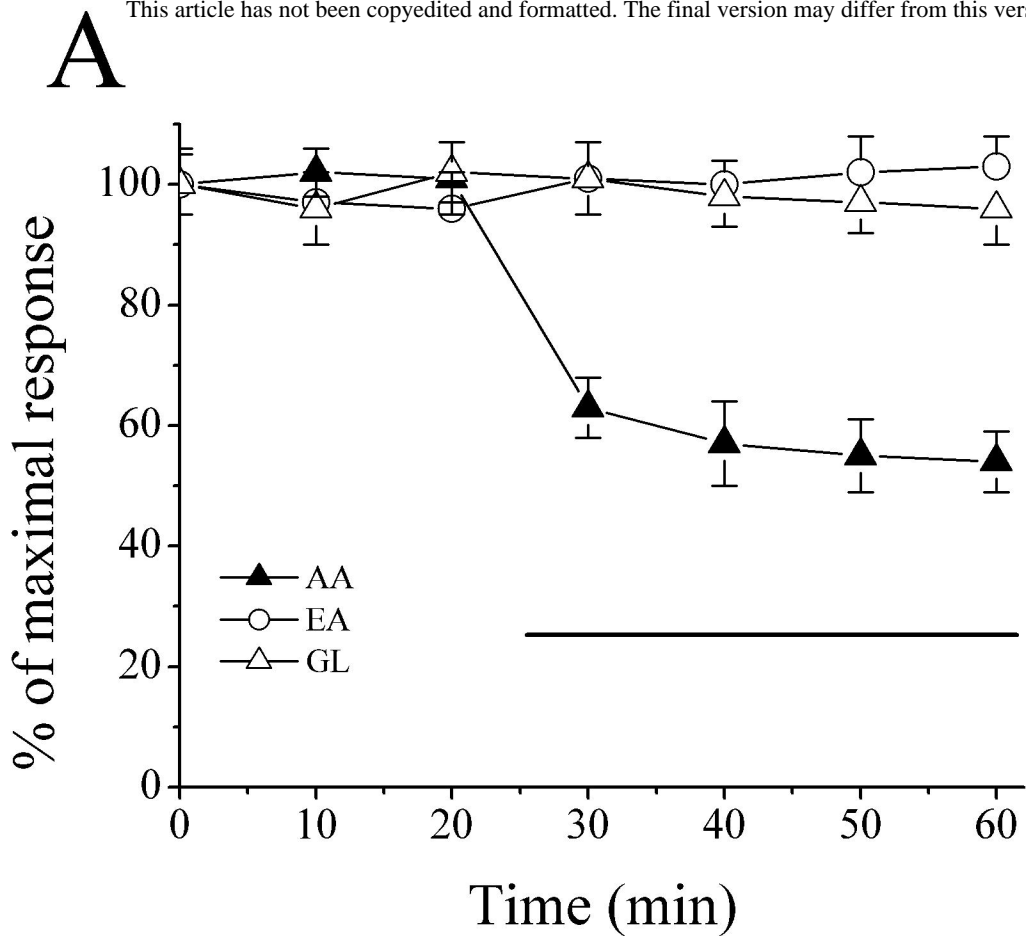 This article has not been copyedited and formatted. The final version may differ from this
A
% of maximal response
100
80
60
40
20
0
AA
EA
GL
0 10 20 30 40 50 60
Time (min)